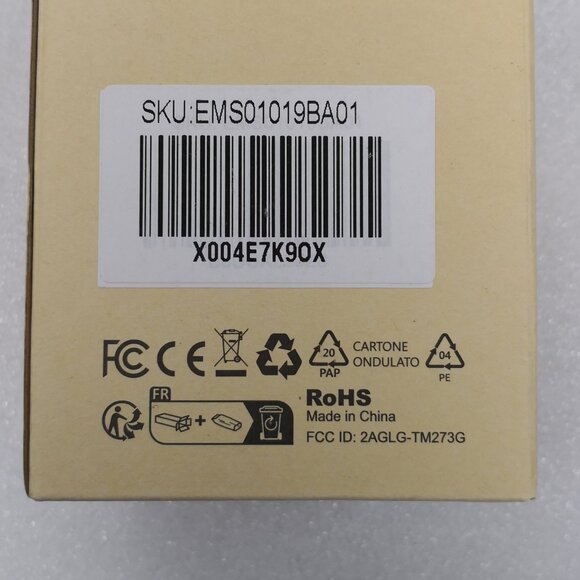 SKU:EMS01019BA01
X004E7K9OX
FC CE
20
PAP
CARTONE
ONDULATO
04
PE
FR
+
RoHS
Made in China
FCC ID: 2AGLG-TM273G